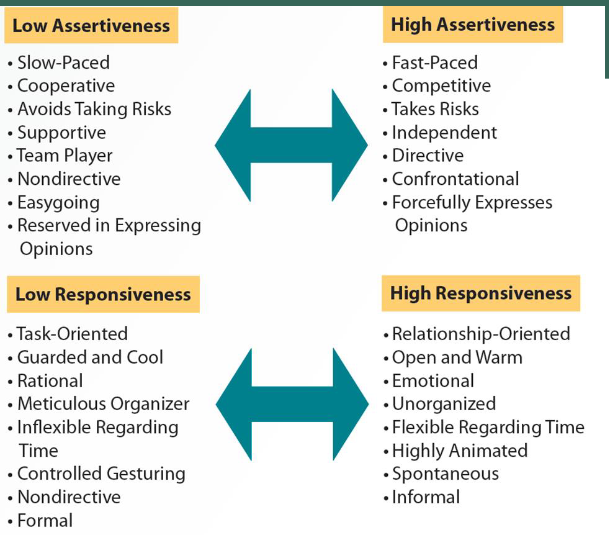 Low Assertiveness
• Slow-Paced
• Cooperative
• Avoids Taking Risks
• Supportive
• Team Player
• Nondirective
• Easygoing
• Reserved in Expressing
Opinions
High Assertiveness
• Fast-Paced
• Competitive
• Takes Risks
• Independent
• Directive
• Confrontational
• Forcefully Expresses
Opinions
Low Responsiveness
• Task-Oriented
• Guarded and Cool
• Rational
• Meticulous Organizer
• Inflexible Regarding
Time
• Controlled Gesturing
• Nondirective
• Formal
High Responsiveness
• Relationship-Oriented
• Open and Warm
• Emotional
• Unorganized
• Flexible Regarding Time
• Highly Animated
• Spontaneous
• Informal